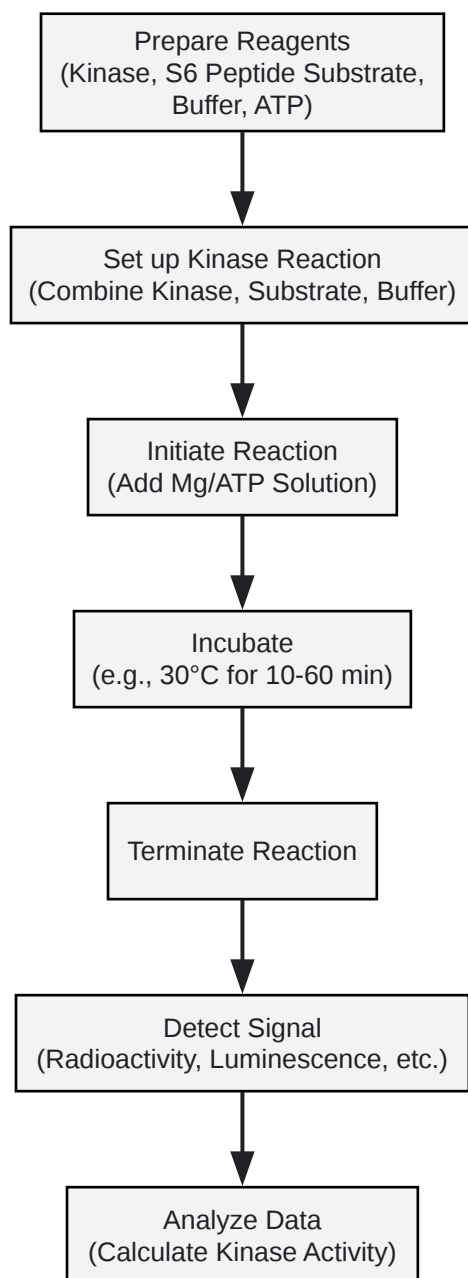 Prepare Reagents
(Kinase, S6 Peptide Substrate,
Buffer, ATP)
Set up Kinase Reaction
(Combine Kinase, Substrate, Buffer)
Initiate Reaction
(Add Mg/ATP Solution)
Incubate
(e.g., 30°C for 10-60 min)
Terminate Reaction
Detect Signal
(Radioactivity, Luminescence, etc.)
Analyze Data
(Calculate Kinase Activity)